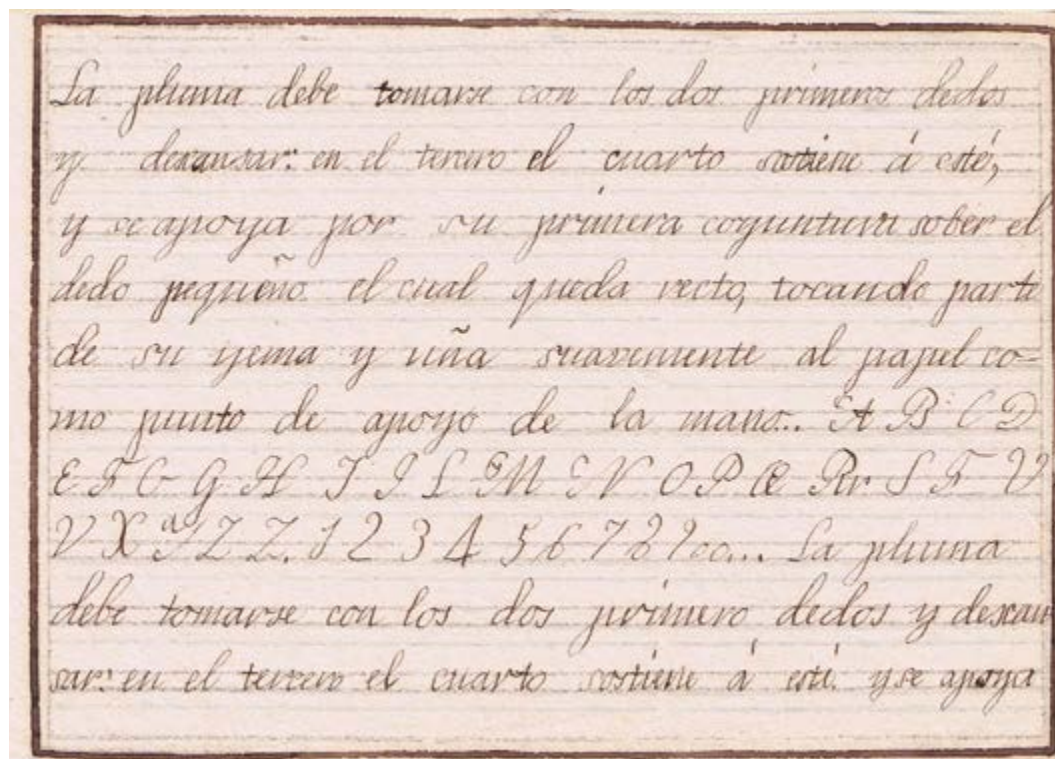 La pluma debe tomarse con los dos primeros dedos
y descansar: en el tercero el cuarto sostiene á esté,
y se apoya por su primera coyuntura sober el
dedo pequeño el cual queda recto, tocando parte
de su yema y uña suavemente al papel co=
mo punto de apoyo de la mano.. A B C D
E F G G H I J L M N O P Æ Rr S T U
V X Y Z Z. 1 2 3 4 5 6 7 8 9 00... La pluma
debe tomarse con los dos primero dedos y descan
sar: en el tercero el cuarto sostiene á esté. y se apoya